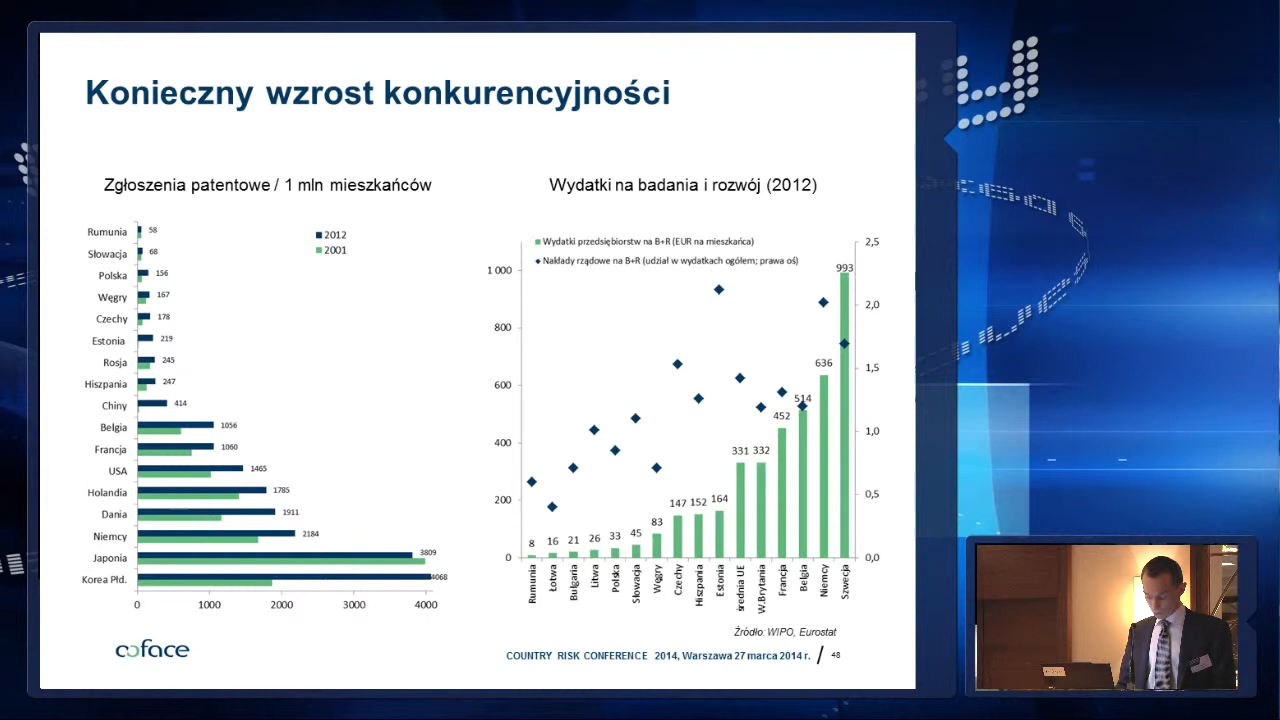 Konieczny wzrost konkurencyjności
Zgłoszenia patentowe / 1 mln mieszkańców
2012
2001
Rumunia 58
Słowacja 68
Polska 156
Węgry 167
Czechy 178
Estonia 219
Rosja 245
Hiszpania 247
Chiny 414
Belgia 1056
Francja 1060
USA 1465
Holandia 1785
Dania 1911
Niemcy 2184
Japonia 3809
Korea Płd. 4068
0 1000 2000 3000 4000
Wydatki na badania i rozwój (2012)
Wydatki przedsiębiorstw na B+R (EUR na mieszkańca)
Nakłady rządowe na B+R (udział w wydatkach ogółem; prawa oś)
1 000
800
600
400
200
0
2,5
2,0
1,5
1,0
0,5
0,0
8 16 21 26 33 45 83 147 152 164 331 332 452 514 636 993
Rumunia Łotwa Bułgaria Litwa Polska Słowacja Węgry Czechy Hiszpania Estonia średnia UE W.Brytania Francja Belgia Niemcy Szwecja
Źródło: WIPO, Eurostat
coface
COUNTRY RISK CONFERENCE 2014, Warszawa 27 marca 2014 r. / 48